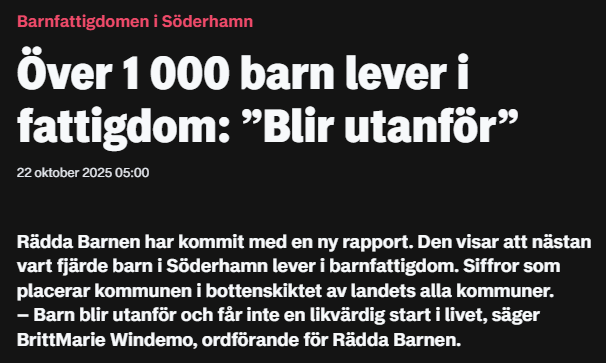 Barnfattigdomen i Söderhamn
Över 1 000 barn lever i
fattigdom: ”Blir utanför”
22 oktober 2025 05:00
Rädda Barnen har kommit med en ny rapport. Den visar att nästan
vart fjärde barn i Söderhamn lever i barnfattigdom. Siffror som
placerar kommunen i bottenskiktet av landets alla kommuner.
– Barn blir utanför och får inte en likvärdig start i livet, säger
BrittMarie Windemo, ordförande för Rädda Barnen.